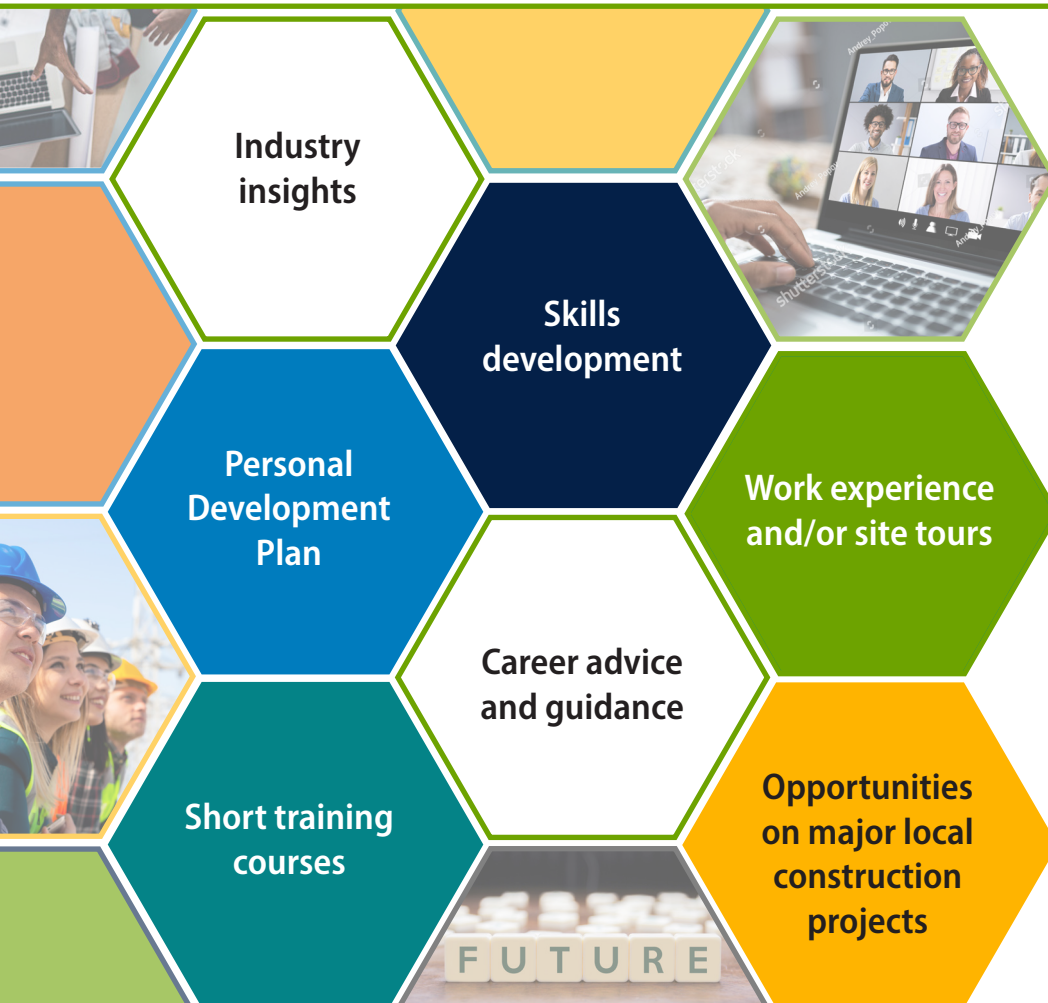 Industry
insights
Skills
development
Personal
Development
Plan
Work experience
and/or site tours
Career advice
and guidance
Short training
courses
Opportunities
on major local
construction
projects
FUTURE
shutterstock